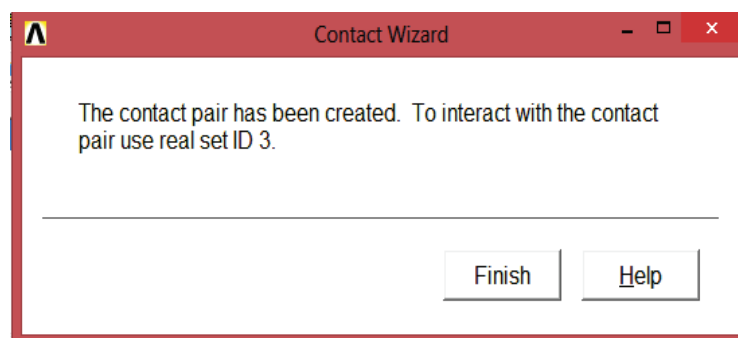 Contact Wizard
The contact pair has been created. To interact with the contact
pair use real set ID 3.
Finish
Help